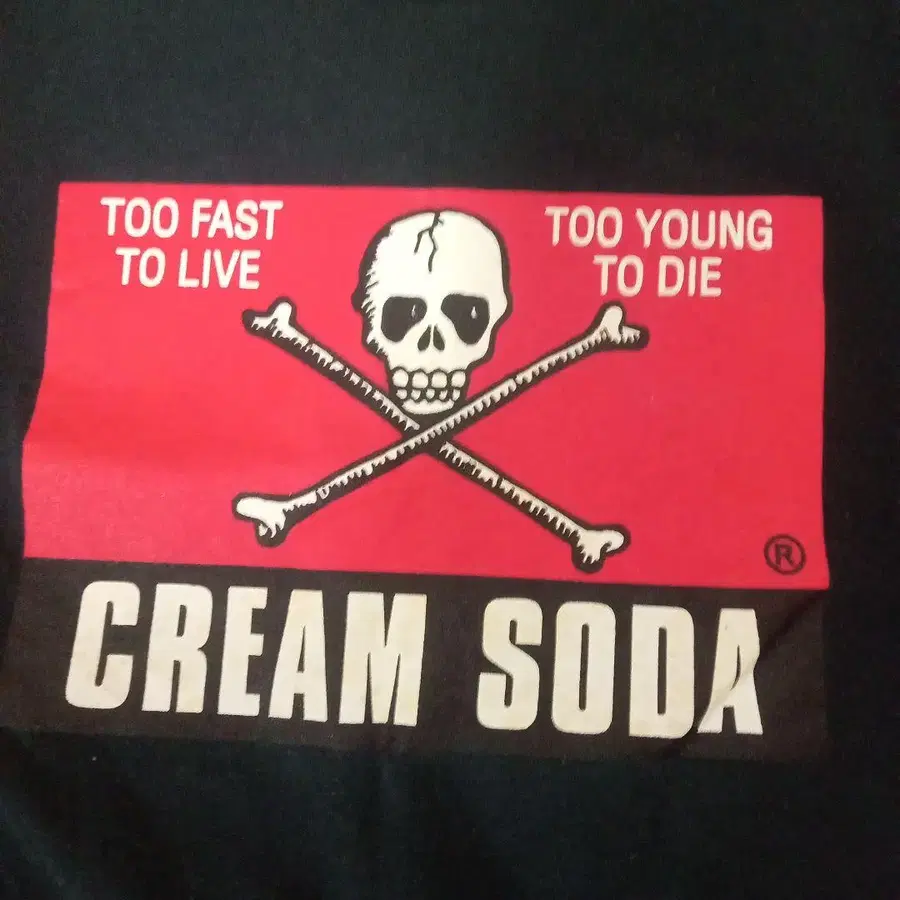 TOO FAST
TO LIVE
TOO YOUNG
TO DIE
®
CREAM SODA